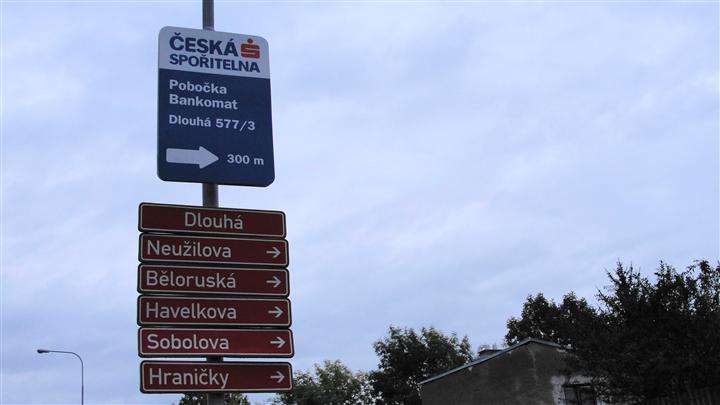 ČESKÁ
SPOŘITELNA
Pobočka
Bankomat
Dlouhá 577/3
300 m
Dlouhá
Neužilova
Běloruská
Havelkova
Sobolova
Hraničky